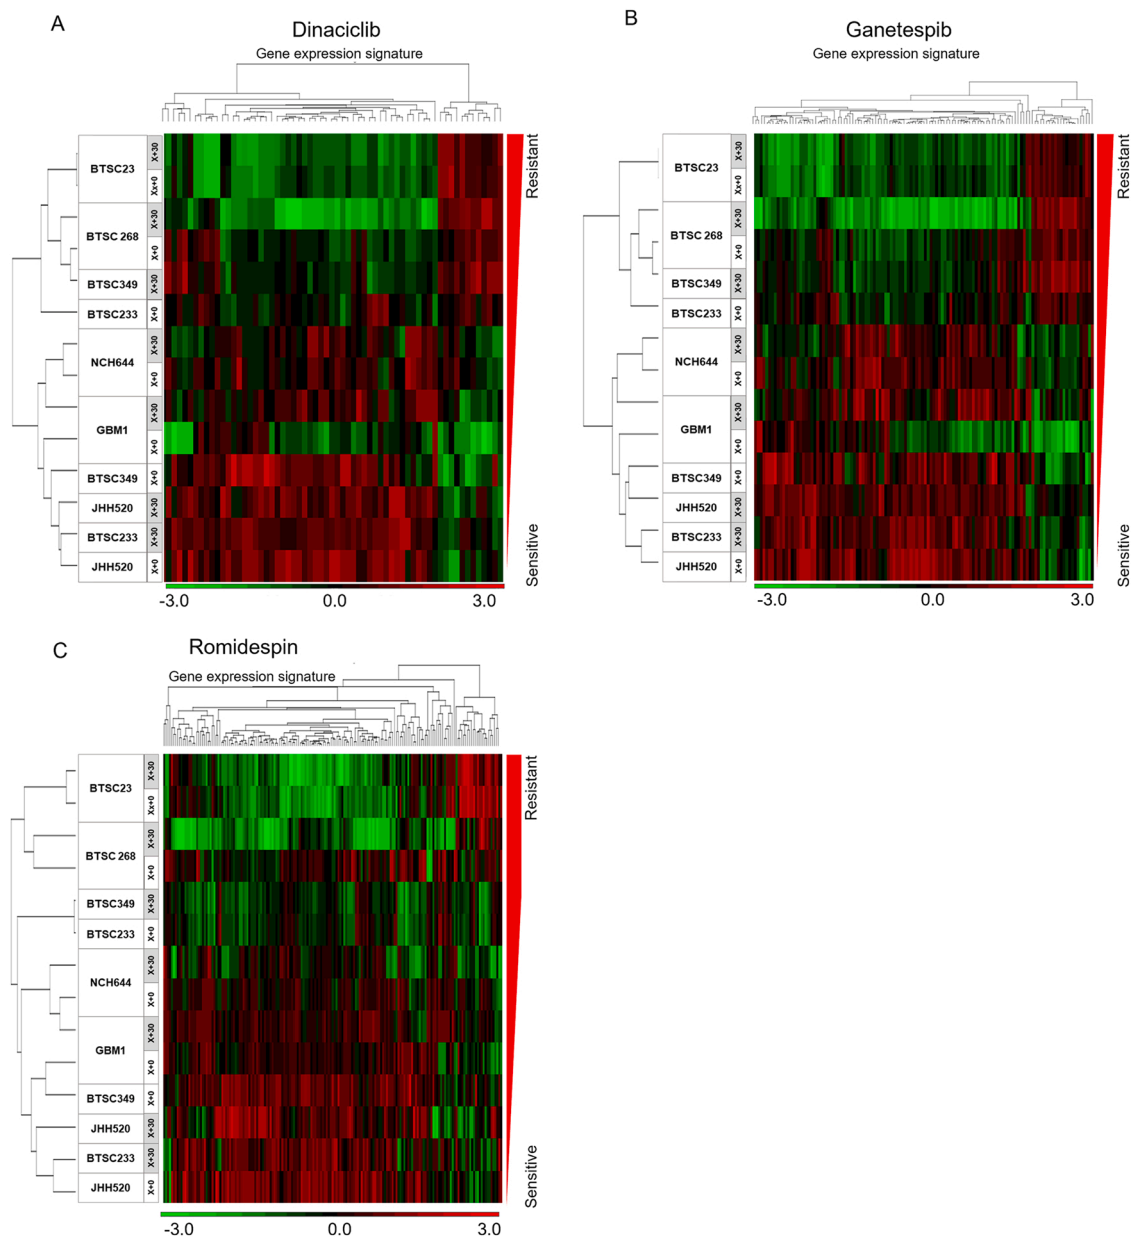 A
Dinaciclib
Gene expression signature
BTSC23
X+30
Xx+0
BTSC 268
X+30
X+0
BTSC349
X+30
BTSC233
X+0
NCH644
X+30
X+0
GBM1
X+30
X+0
BTSC349
X+0
JHH520
X+30
BTSC233
X+30
JHH520
X+0
Resistant
Sensitive
-3.0 0.0 3.0
B
Ganetespib
Gene expression signature
BTSC23
X+30
Xx+0
BTSC 268
X+30
X+0
BTSC349
X+30
BTSC233
X+0
NCH644
X+30
X+0
GBM1
X+30
X+0
BTSC349
X+0
JHH520
X+30
BTSC233
X+30
JHH520
X+0
Resistant
Sensitive
-3.0 0.0 3.0
C
Romidespin
Gene expression signature
BTSC23
X+30
Xx+0
BTSC 268
X+30
X+0
BTSC349
X+30
BTSC233
X+0
NCH644
X+30
X+0
GBM1
X+30
X+0
BTSC349
X+0
JHH520
X+30
BTSC233
X+30
JHH520
X+0
Resistant
Sensitive
-3.0 0.0 3.0